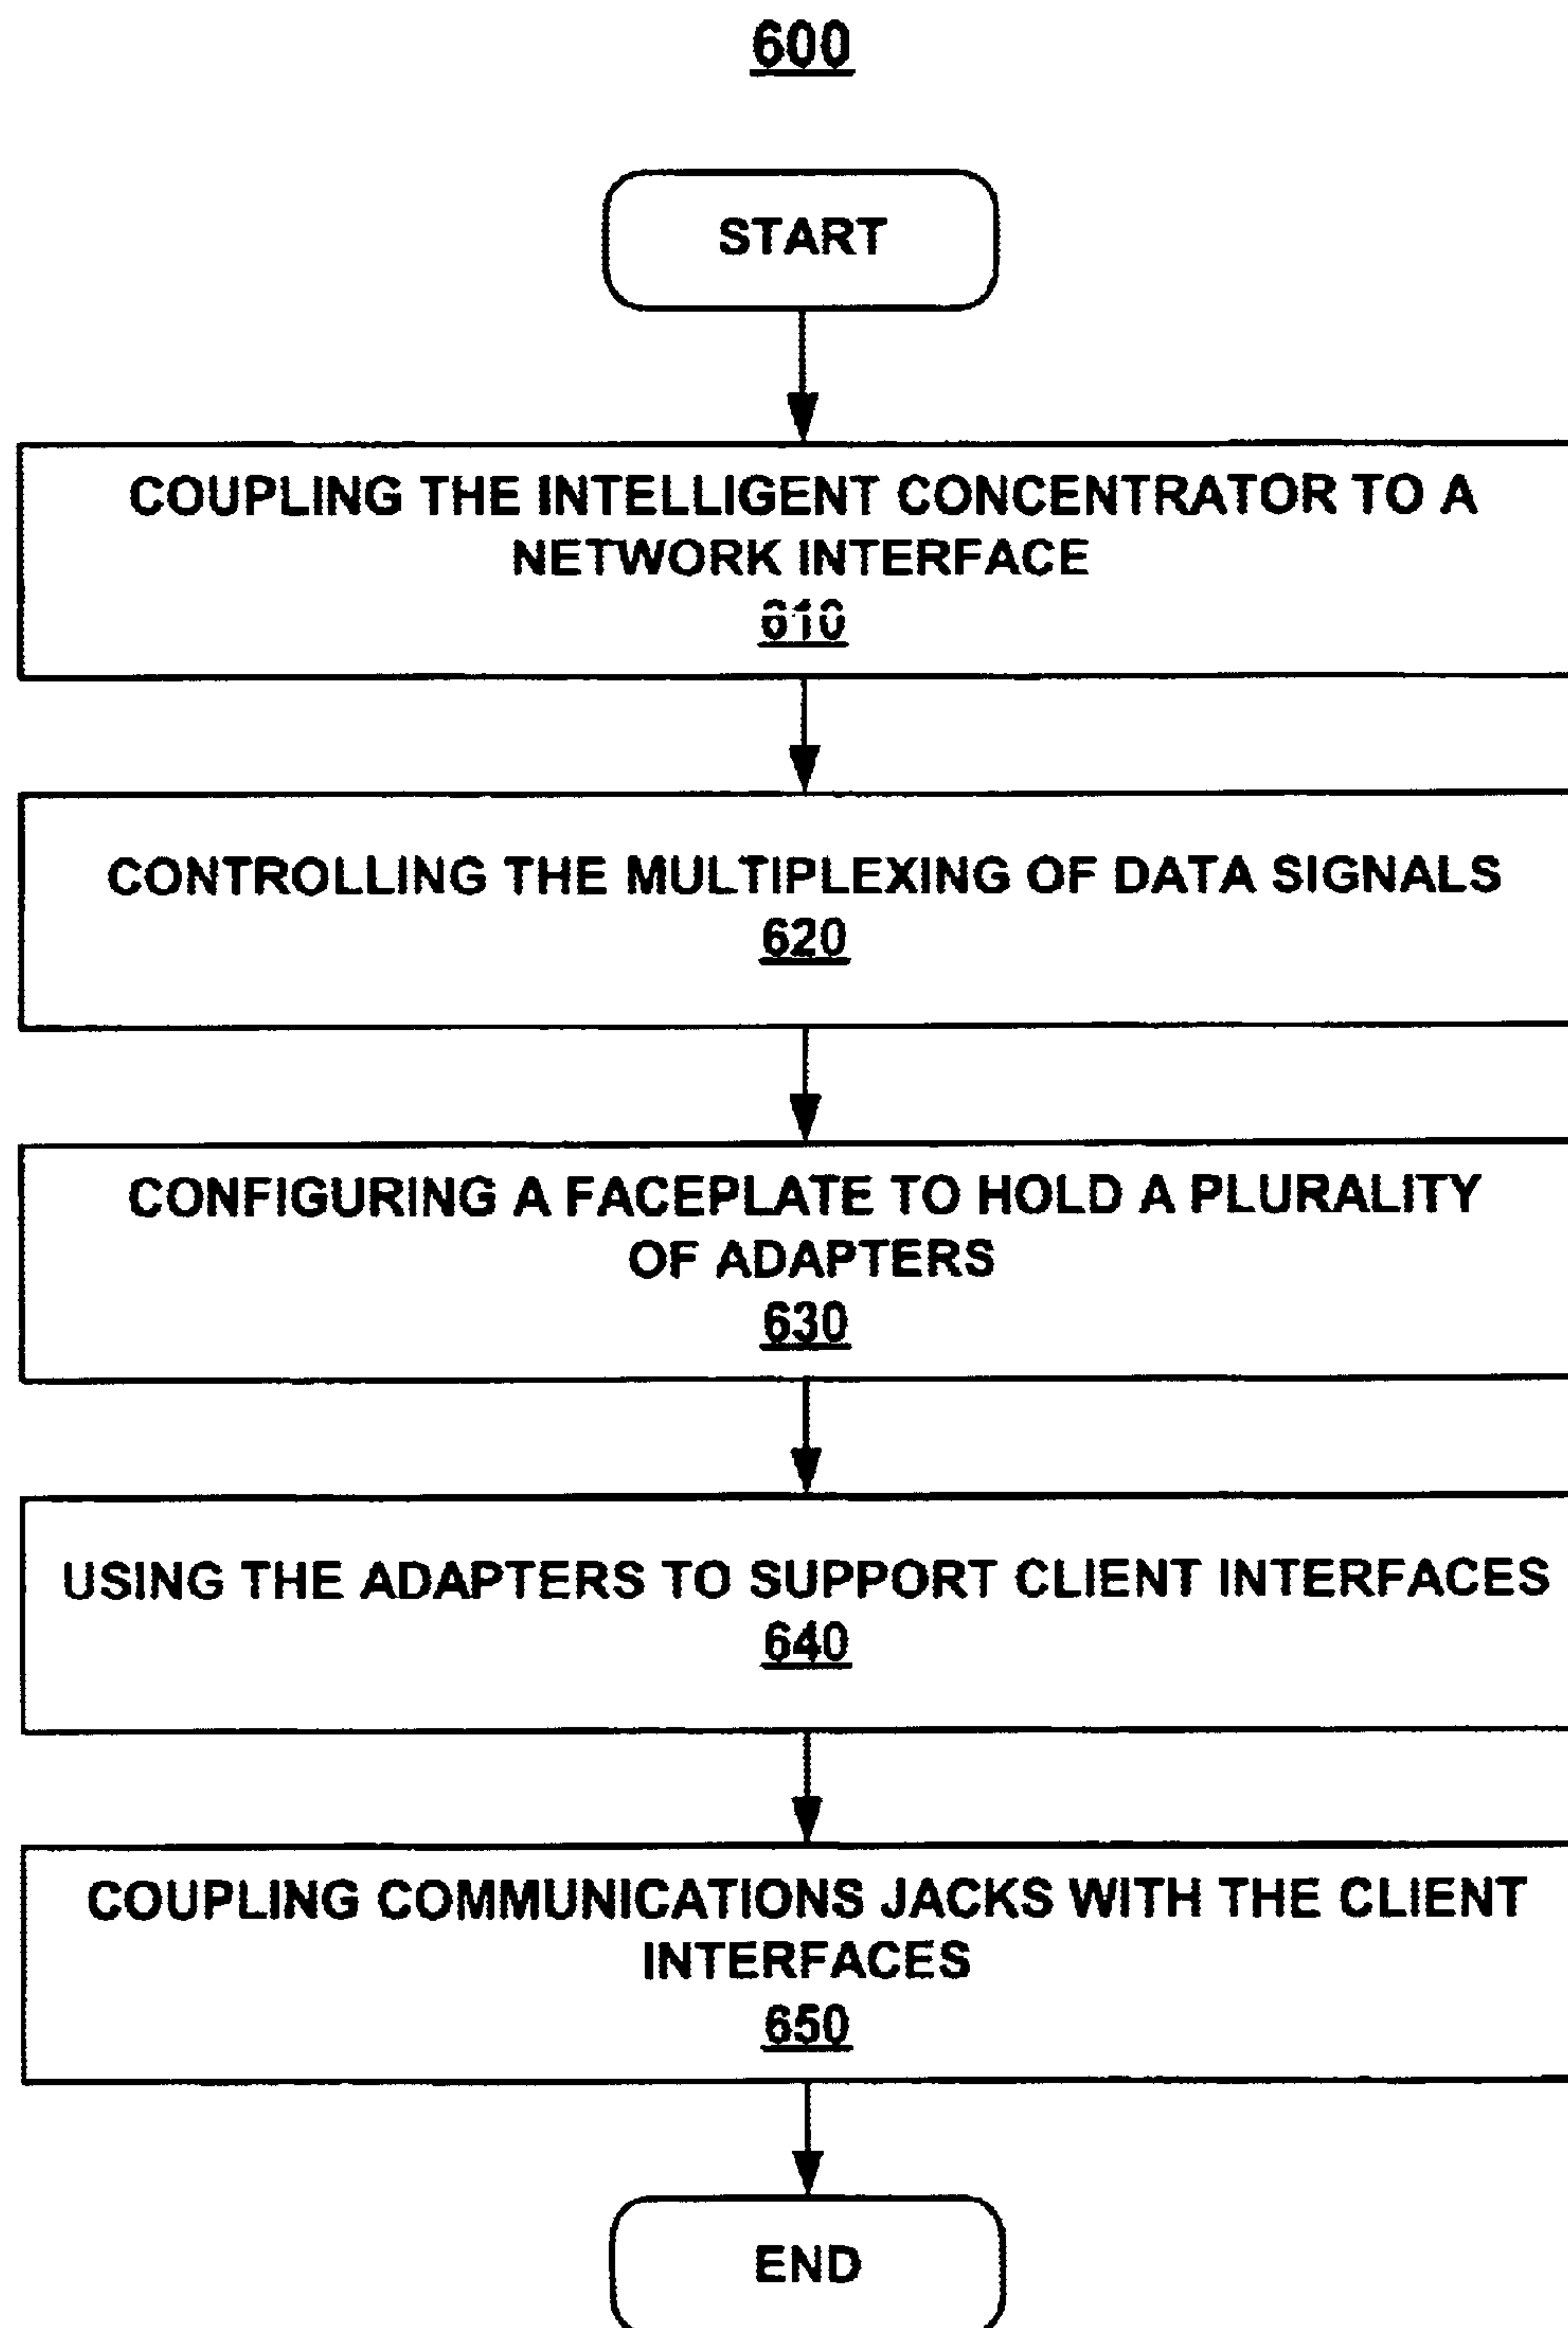 600
START
COUPLING THE INTELLIGENT CONCENTRATOR TO A
NETWORK INTERFACE
610
CONTROLLING THE MULTIPLEXING OF DATA SIGNALS
620
CONFIGURING A FACEPLATE TO HOLD A PLURALITY
OF ADAPTERS
630
USING THE ADAPTERS TO SUPPORT CLIENT INTERFACES
640
COUPLING COMMUNICATIONS JACKS WITH THE CLIENT
INTERFACES
650
END